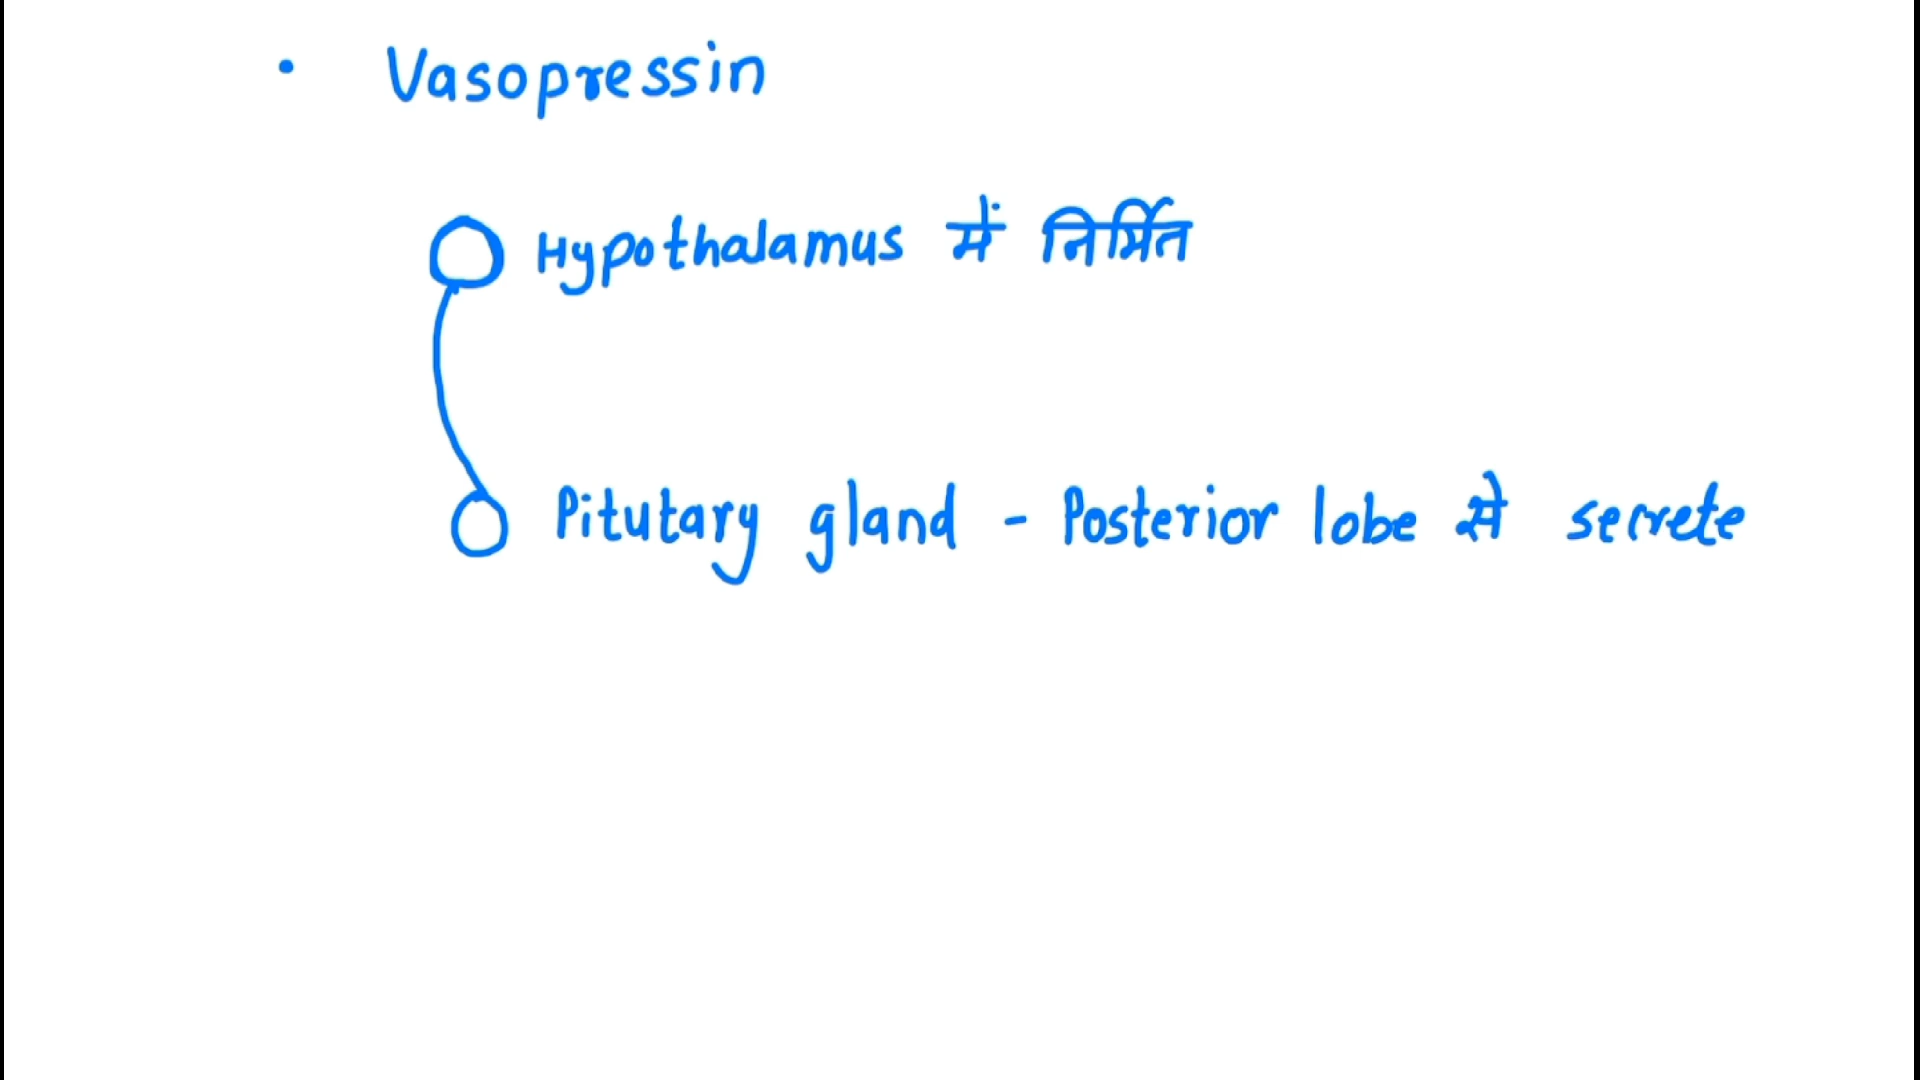 • Vasopressin
Hypothalamus में निर्मित
Pitutary gland - Posterior lobe से secrete